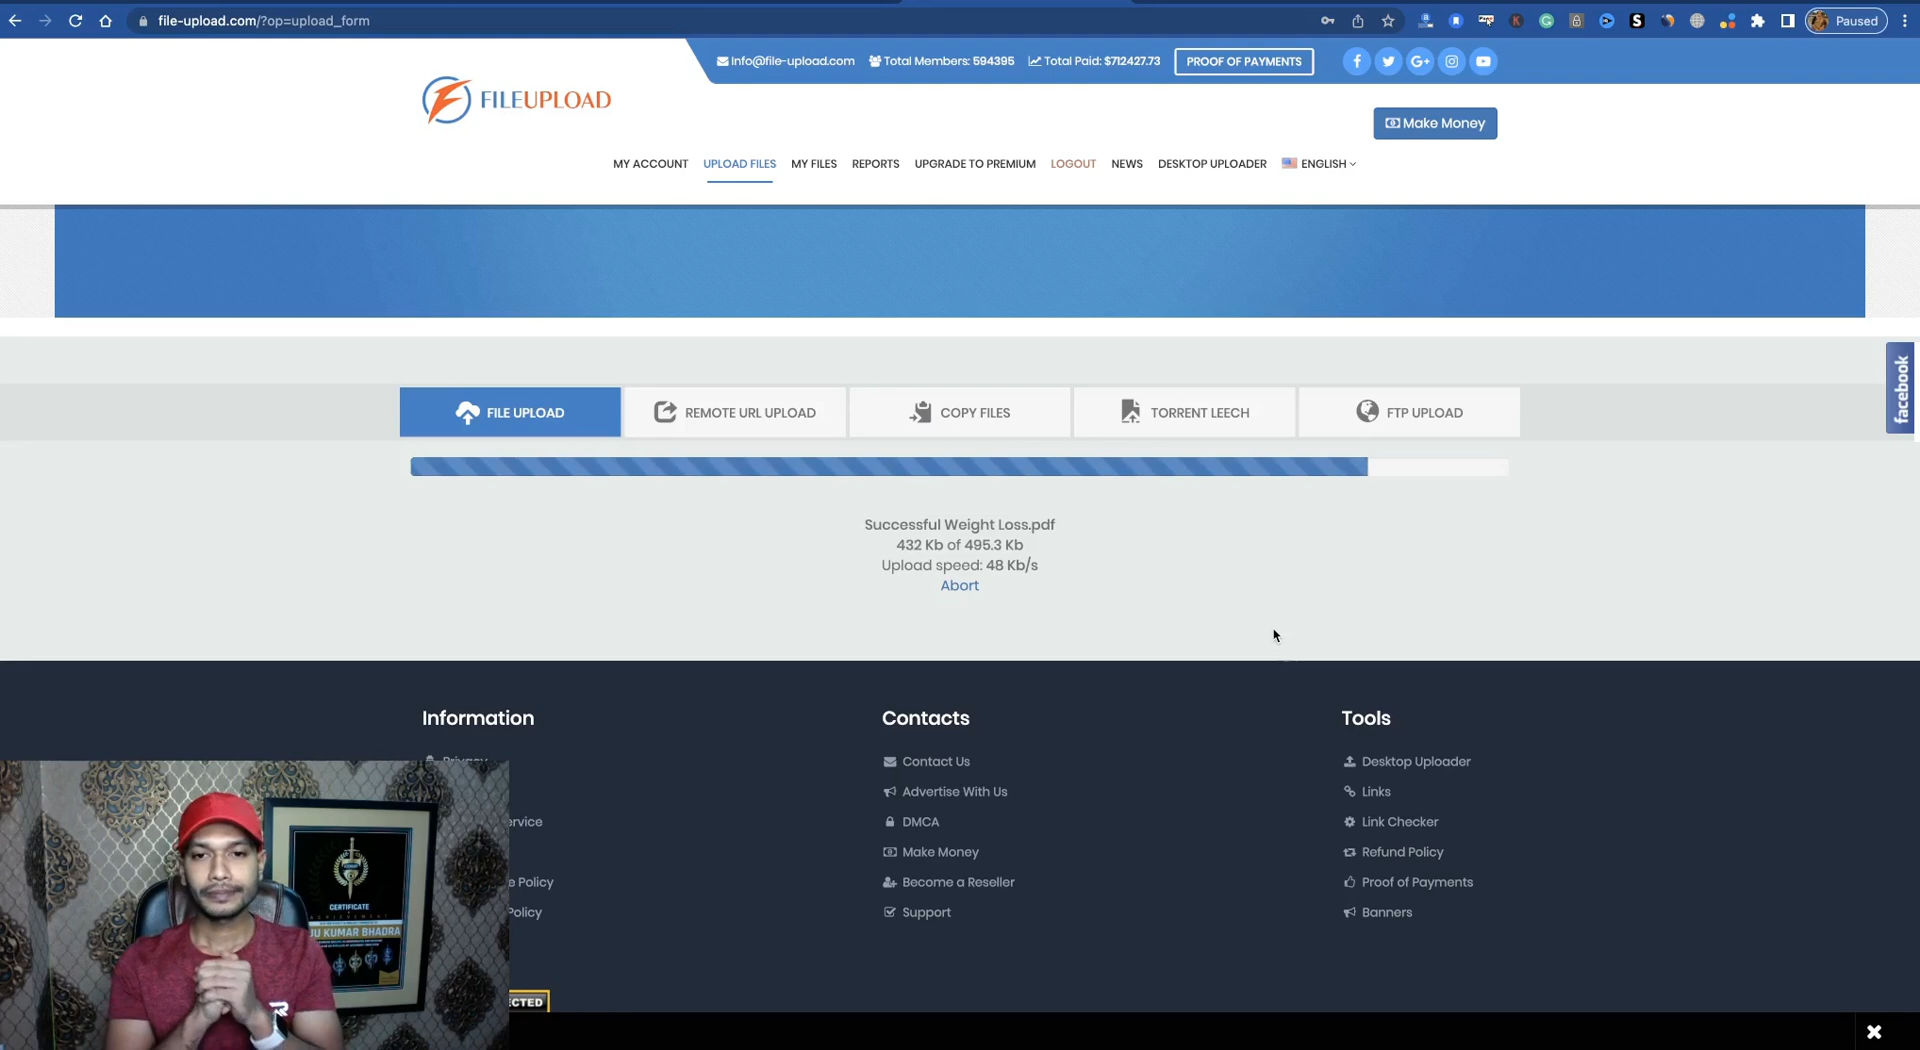 file-upload.com/?op=upload_form
Paused
Info@file-upload.com Total Members: 594395 Total Paid: $712427.73 PROOF OF PAYMENTS
FILEUPLOAD
Make Money
MY ACCOUNT UPLOAD FILES MY FILES REPORTS UPGRADE TO PREMIUM LOGOUT NEWS DESKTOP UPLOADER ENGLISH
facebook
FILE UPLOAD REMOTE URL UPLOAD COPY FILES TORRENT LEECH FTP UPLOAD
Successful Weight Loss.pdf
432 Kb of 495.3 Kb
Upload speed: 48 Kb/s
Abort
Information
Privacy
ervice
e Policy
Policy
Contacts
Contact Us
Advertise With Us
DMCA
Make Money
Become a Reseller
Support
Tools
Desktop Uploader
Links
Link Checker
Refund Policy
Proof of Payments
Banners
CERTIFICATE
JU KUMAR BHADRA
ECTED